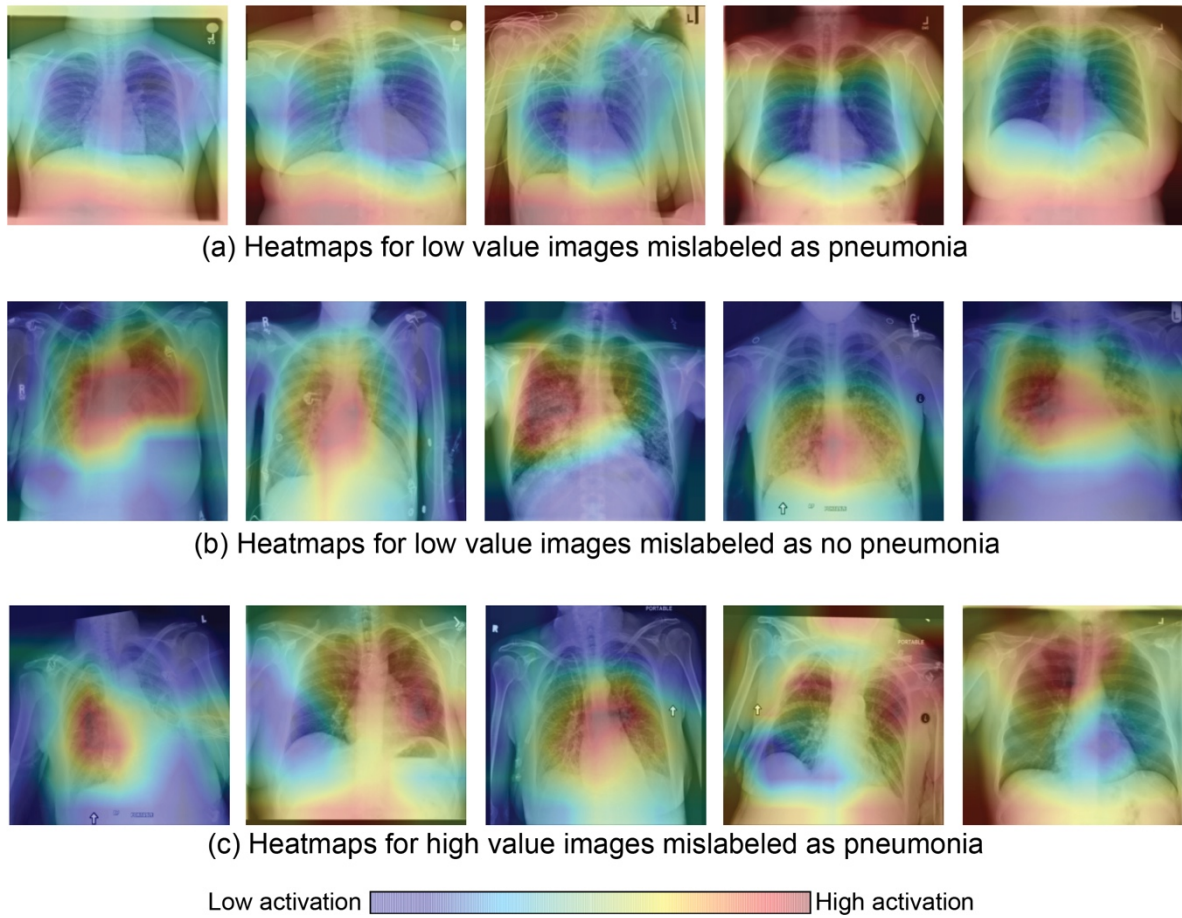 L
L
(a) Heatmaps for low value images mislabeled as pneumonia
R
(b) Heatmaps for low value images mislabeled as no pneumonia
L
PORTABLE
R
PORTABLE
(c) Heatmaps for high value images mislabeled as pneumonia
Low activation High activation